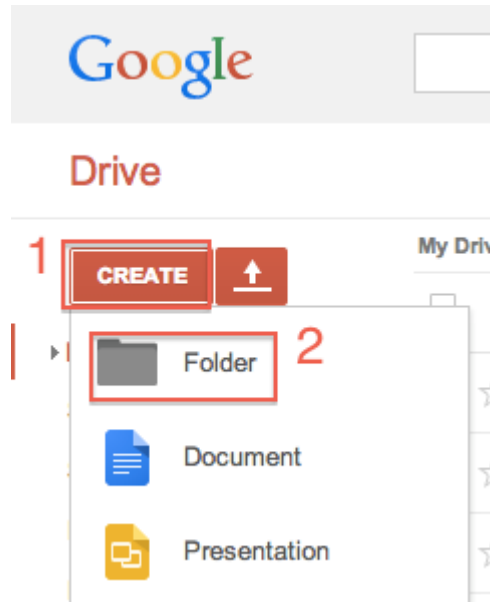 Google
Drive
1
CREATE
My Driv
Folder
2
Document
Presentation